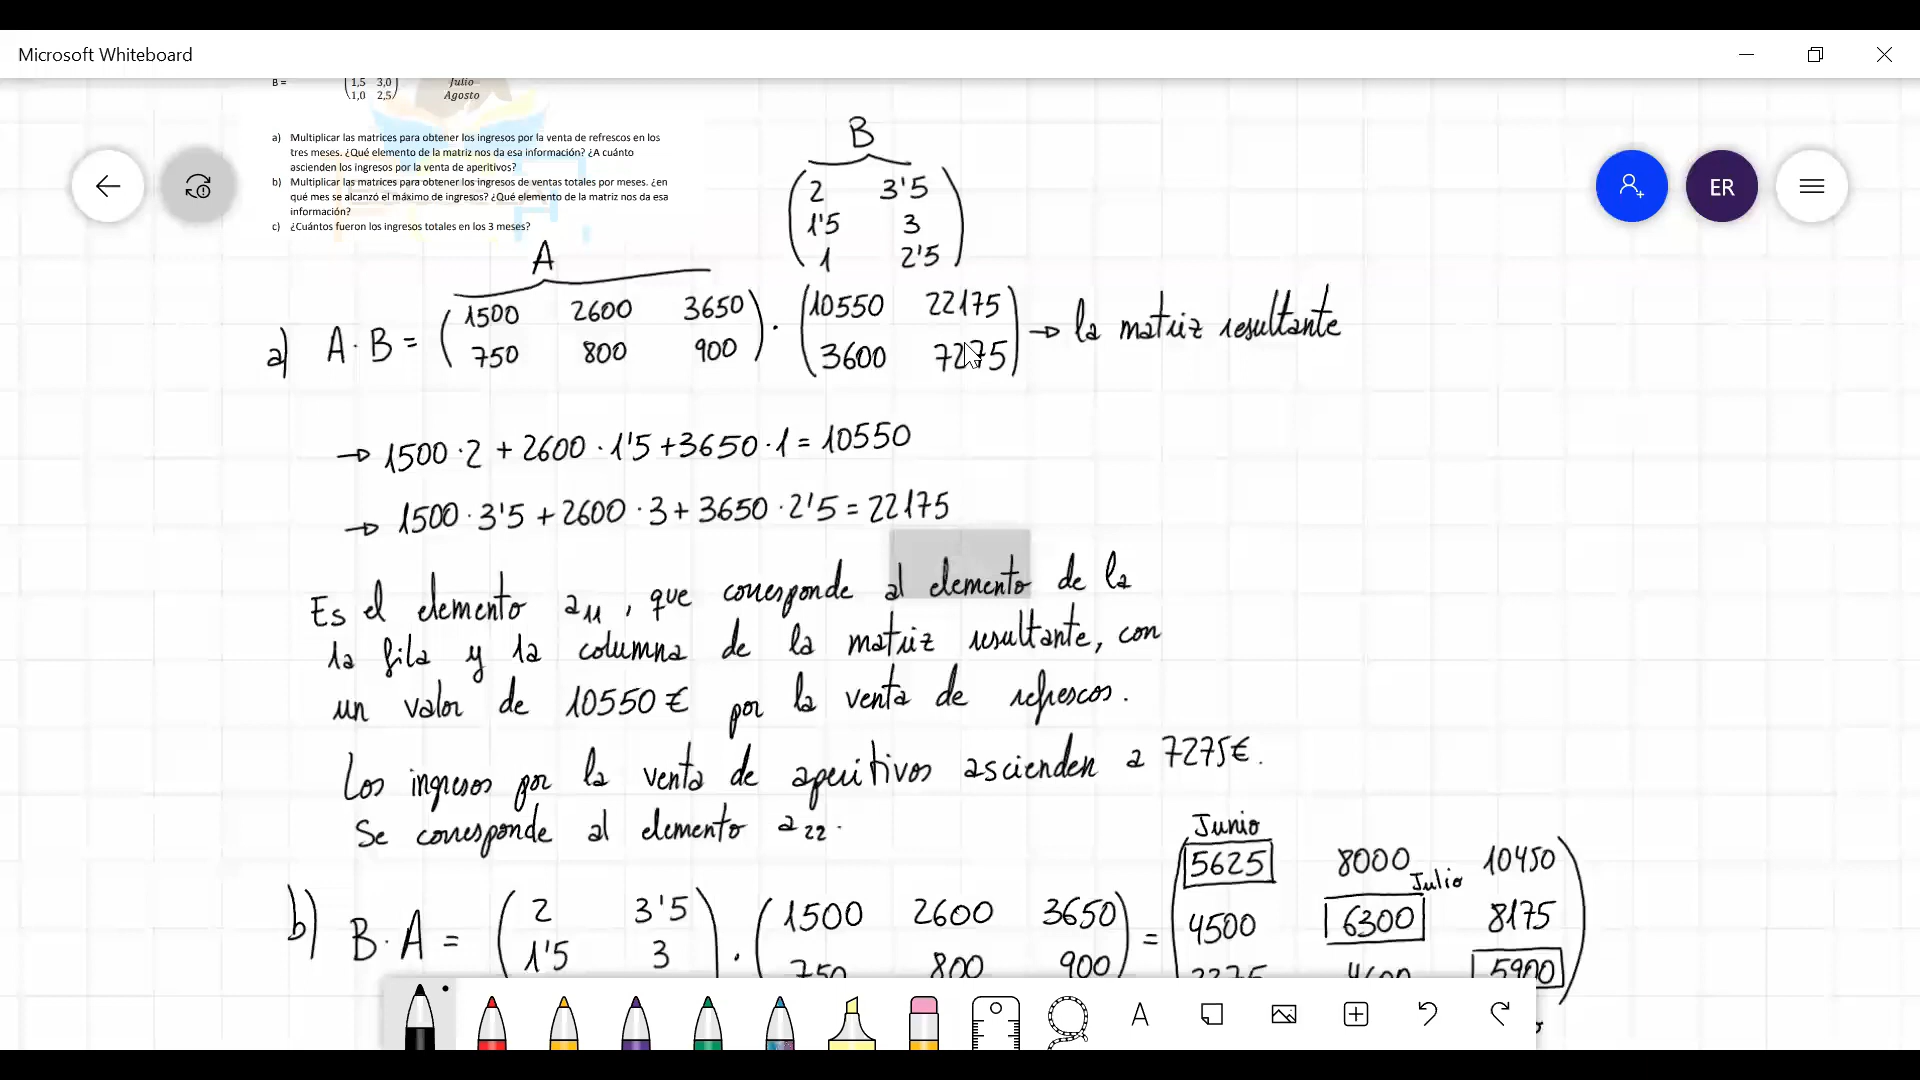 Microsoft Whiteboard
B = (1,5 3,0) Julio
1,0 2,5 Agosto
a) Multiplicar las matrices para obtener los ingresos por la venta de refrescos en los
tres meses. ¿Qué elemento de la matriz nos da esa información? ¿A cuánto
ascienden los ingresos por la venta de aperitivos?
b) Multiplicar las matrices para obtener los ingresos de ventas totales por meses. ¿en
qué mes se alcanzó el máximo de ingresos? ¿Qué elemento de la matriz nos da esa
información?
c) ¿Cuántos fueron los ingresos totales en los 3 meses?
ER
B
2 3'5
1'5 3
1 2'5
A
a) A · B = (1500 2600 3650) · (10550 22175) → la matriz resultante
750 800 900 3600 7275
→ 1500 · 2 + 2600 · 1'5 + 3650 · 1 = 10550
→ 1500 · 3'5 + 2600 · 3 + 3650 · 2'5 = 22175
Es el elemento a11, que corresponde al elemento de la
1a fila y 1a columna de la matriz resultante, con
un valor de 10550 € por la venta de refrescos.
Los ingresos por la venta de aperitivos ascienden a 7275€.
Se corresponde al elemento a22.
Junio
5625 8000 10450
Julio
b) B · A = (2 3'5) · (1500 2600 3650) = 4500 6300 8175
1'5 3 750 800 900 2275 4600 5900
A